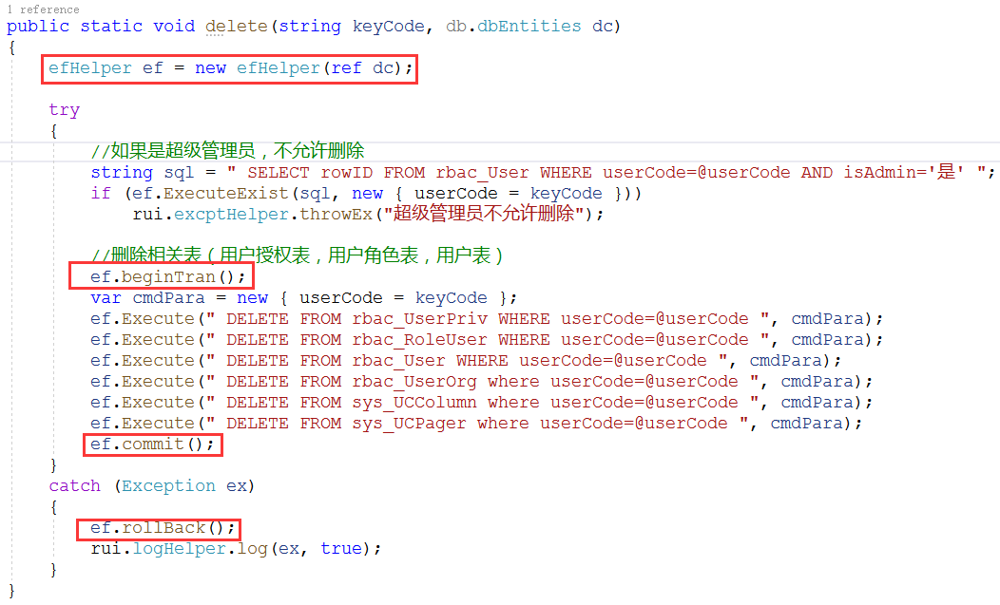 1 reference
public static void delete(string keyCode, db.dbEntities dc)
{
efHelper ef = new efHelper(ref dc);
try
{
//如果是超级管理员，不允许删除
string sql = " SELECT rowID FROM rbac_User WHERE userCode=@userCode AND isAdmin='是' ";
if (ef.ExecuteExist(sql, new { userCode = keyCode }))
rui.excptHelper.throwEx("超级管理员不允许删除");
//删除相关表（用户授权表，用户角色表，用户表）
ef.beginTran();
var cmdPara = new { userCode = keyCode };
ef.Execute(" DELETE FROM rbac_UserPriv WHERE userCode=@userCode ", cmdPara);
ef.Execute(" DELETE FROM rbac_RoleUser WHERE userCode=@userCode ", cmdPara);
ef.Execute(" DELETE FROM rbac_User WHERE userCode=@userCode ", cmdPara);
ef.Execute(" DELETE FROM rbac_UserOrg where userCode=@userCode ", cmdPara);
ef.Execute(" DELETE FROM sys_UCColumn where userCode=@userCode ", cmdPara);
ef.Execute(" DELETE FROM sys_UCPager where userCode=@userCode ", cmdPara);
ef.commit();
}
catch (Exception ex)
{
ef.rollBack();
rui.logHelper.log(ex, true);
}
}